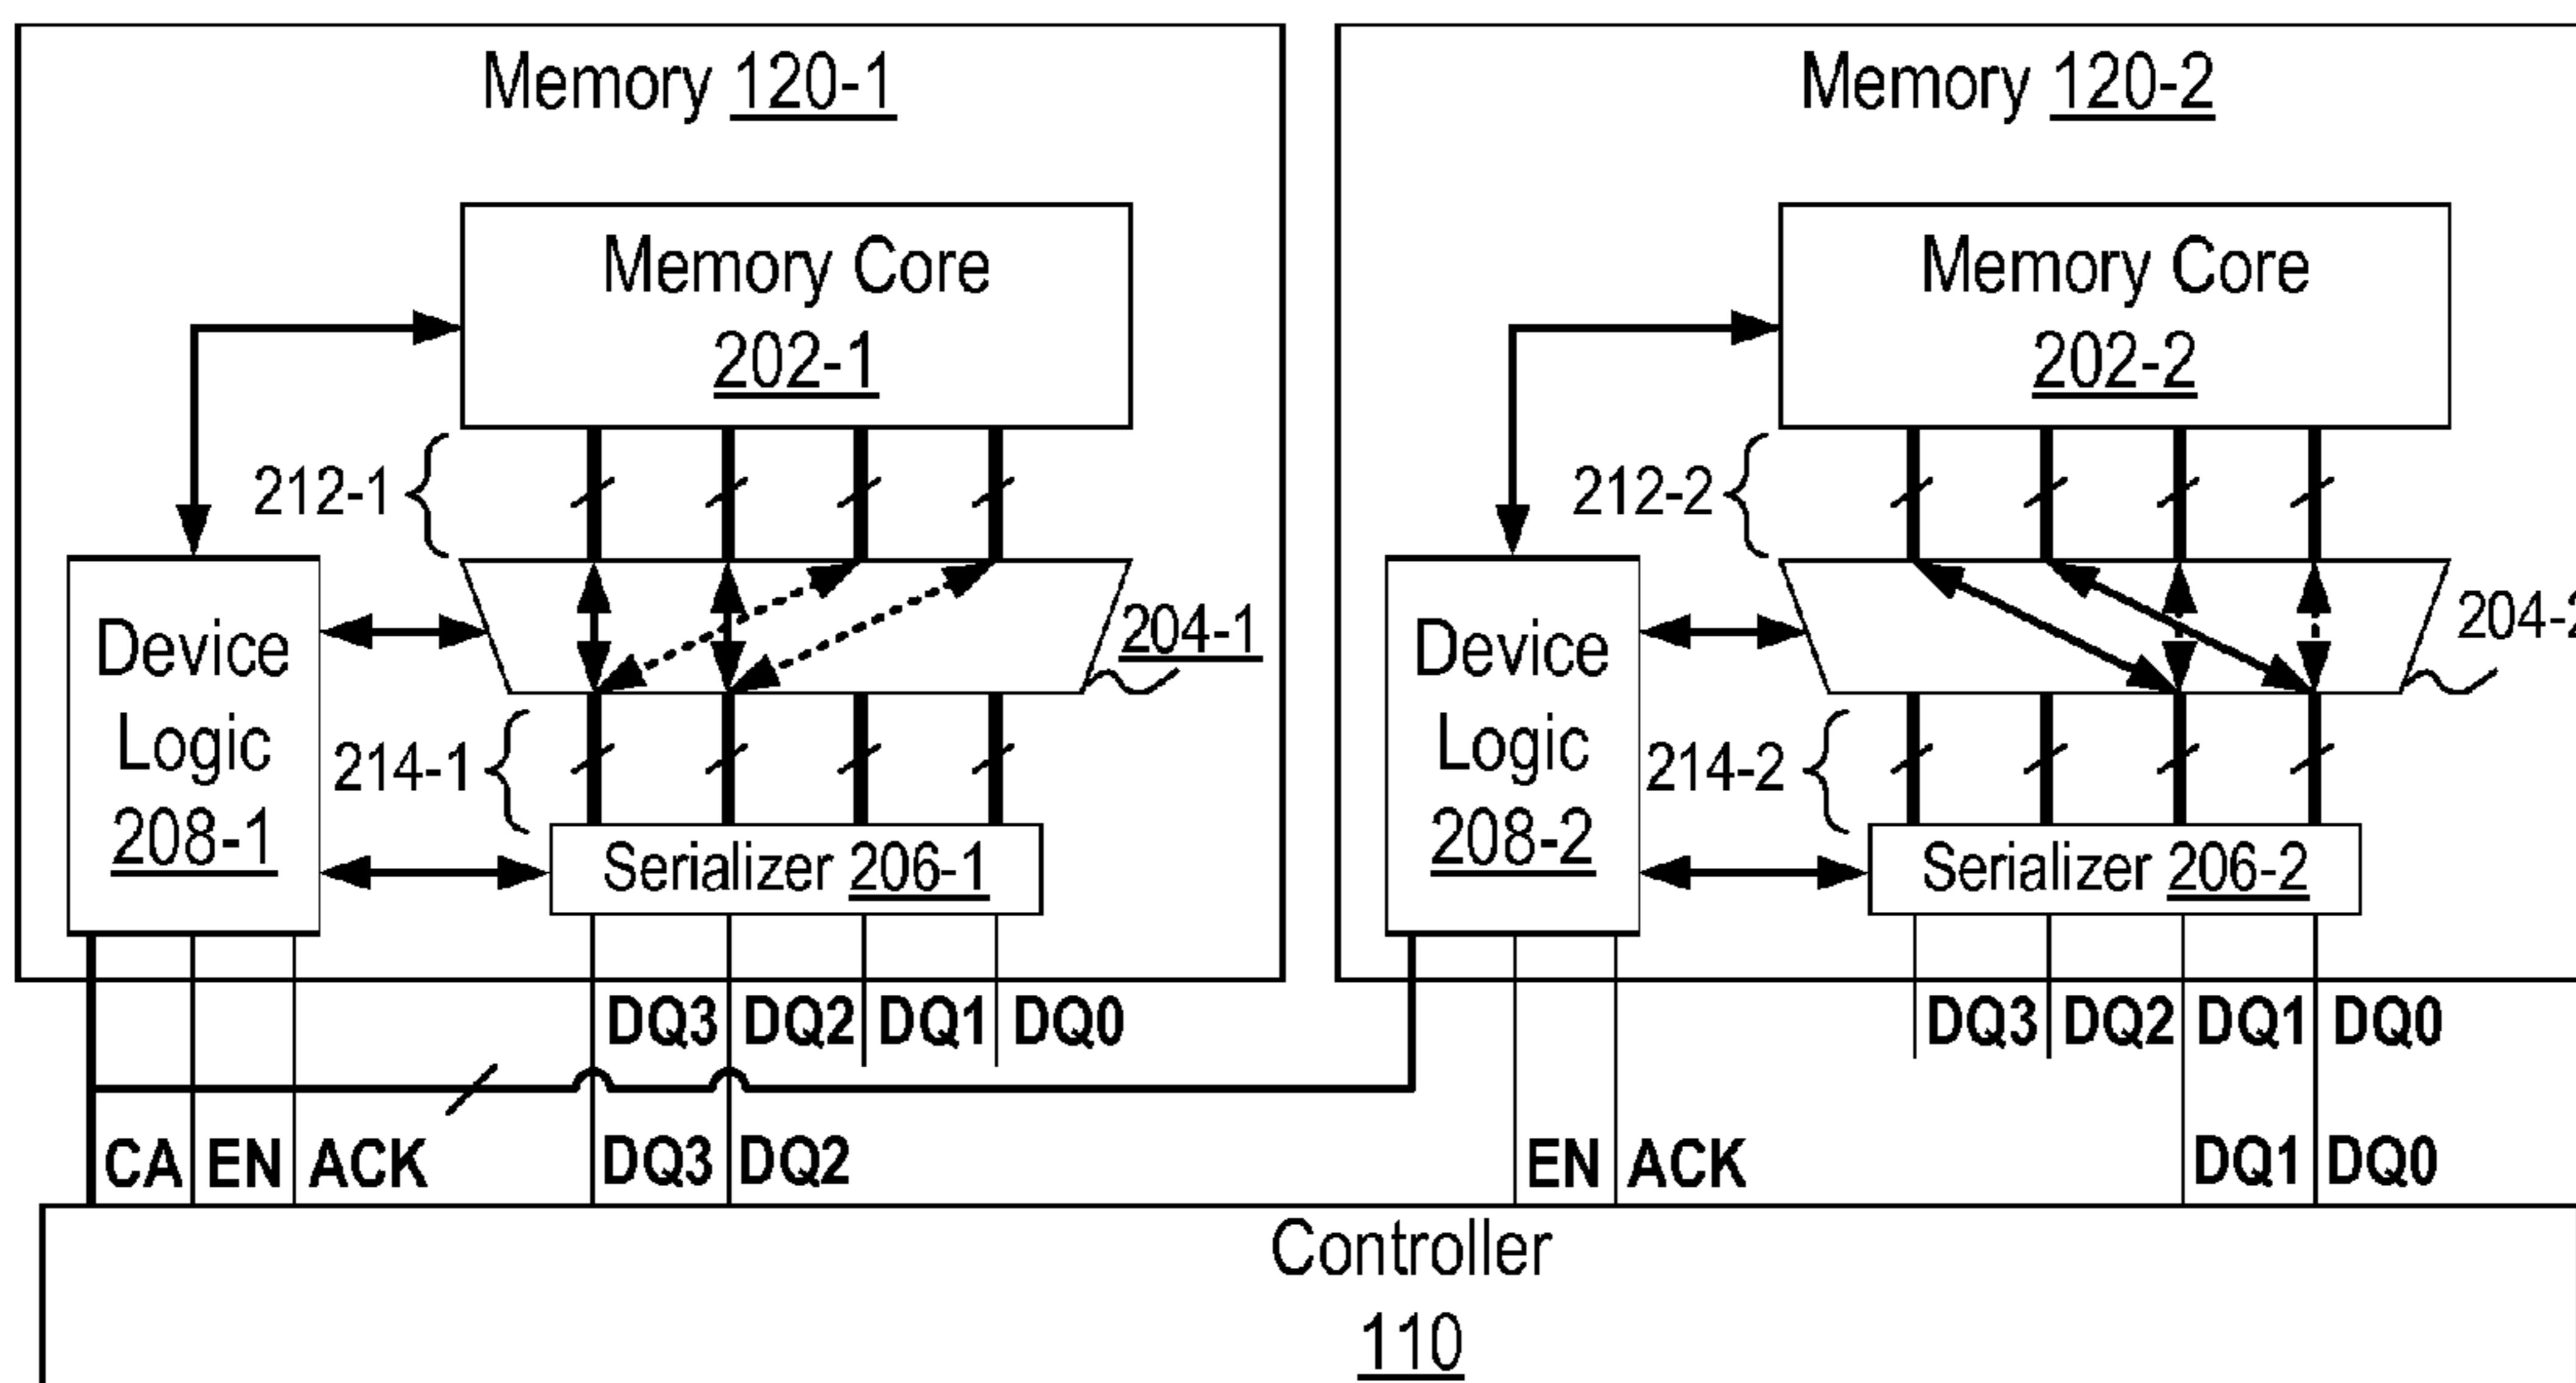 Memory 120-1
Memory 120-2
Memory Core
202-1
Memory Core
202-2
212-1
212-2
Device
Logic
208-1
204-1
Device
Logic
208-2
204-2
214-1
214-2
Serializer 206-1
Serializer 206-2
DQ3 DQ2 DQ1 DQ0
DQ3 DQ2 DQ1 DQ0
CA EN ACK DQ3 DQ2
EN ACK DQ1 DQ0
Controller
110